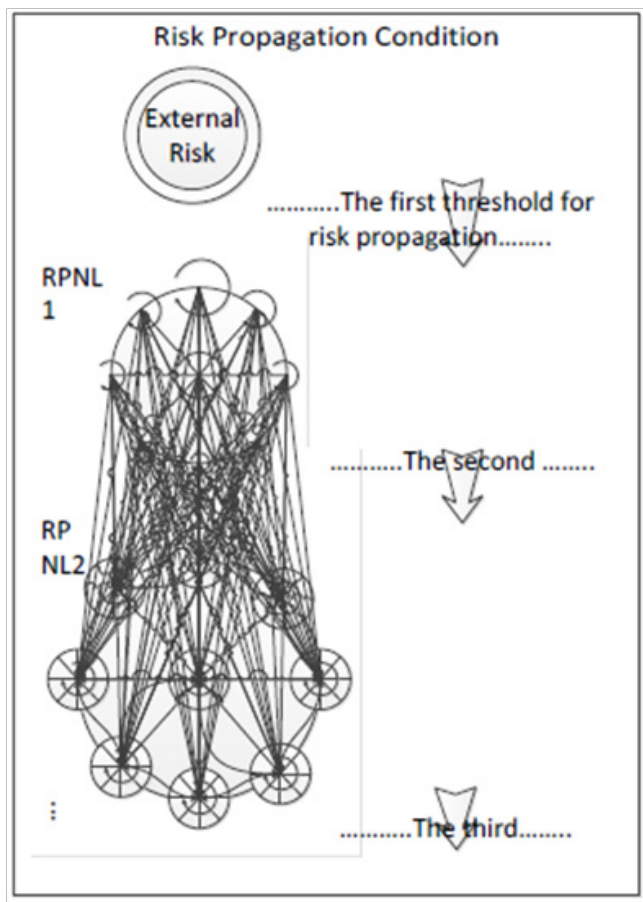 Risk Propagation Condition
External
Risk
...........The first threshold for
risk propagation........
RPNL
1
...........The second ........
RP
NL2
⋮
...........The third........